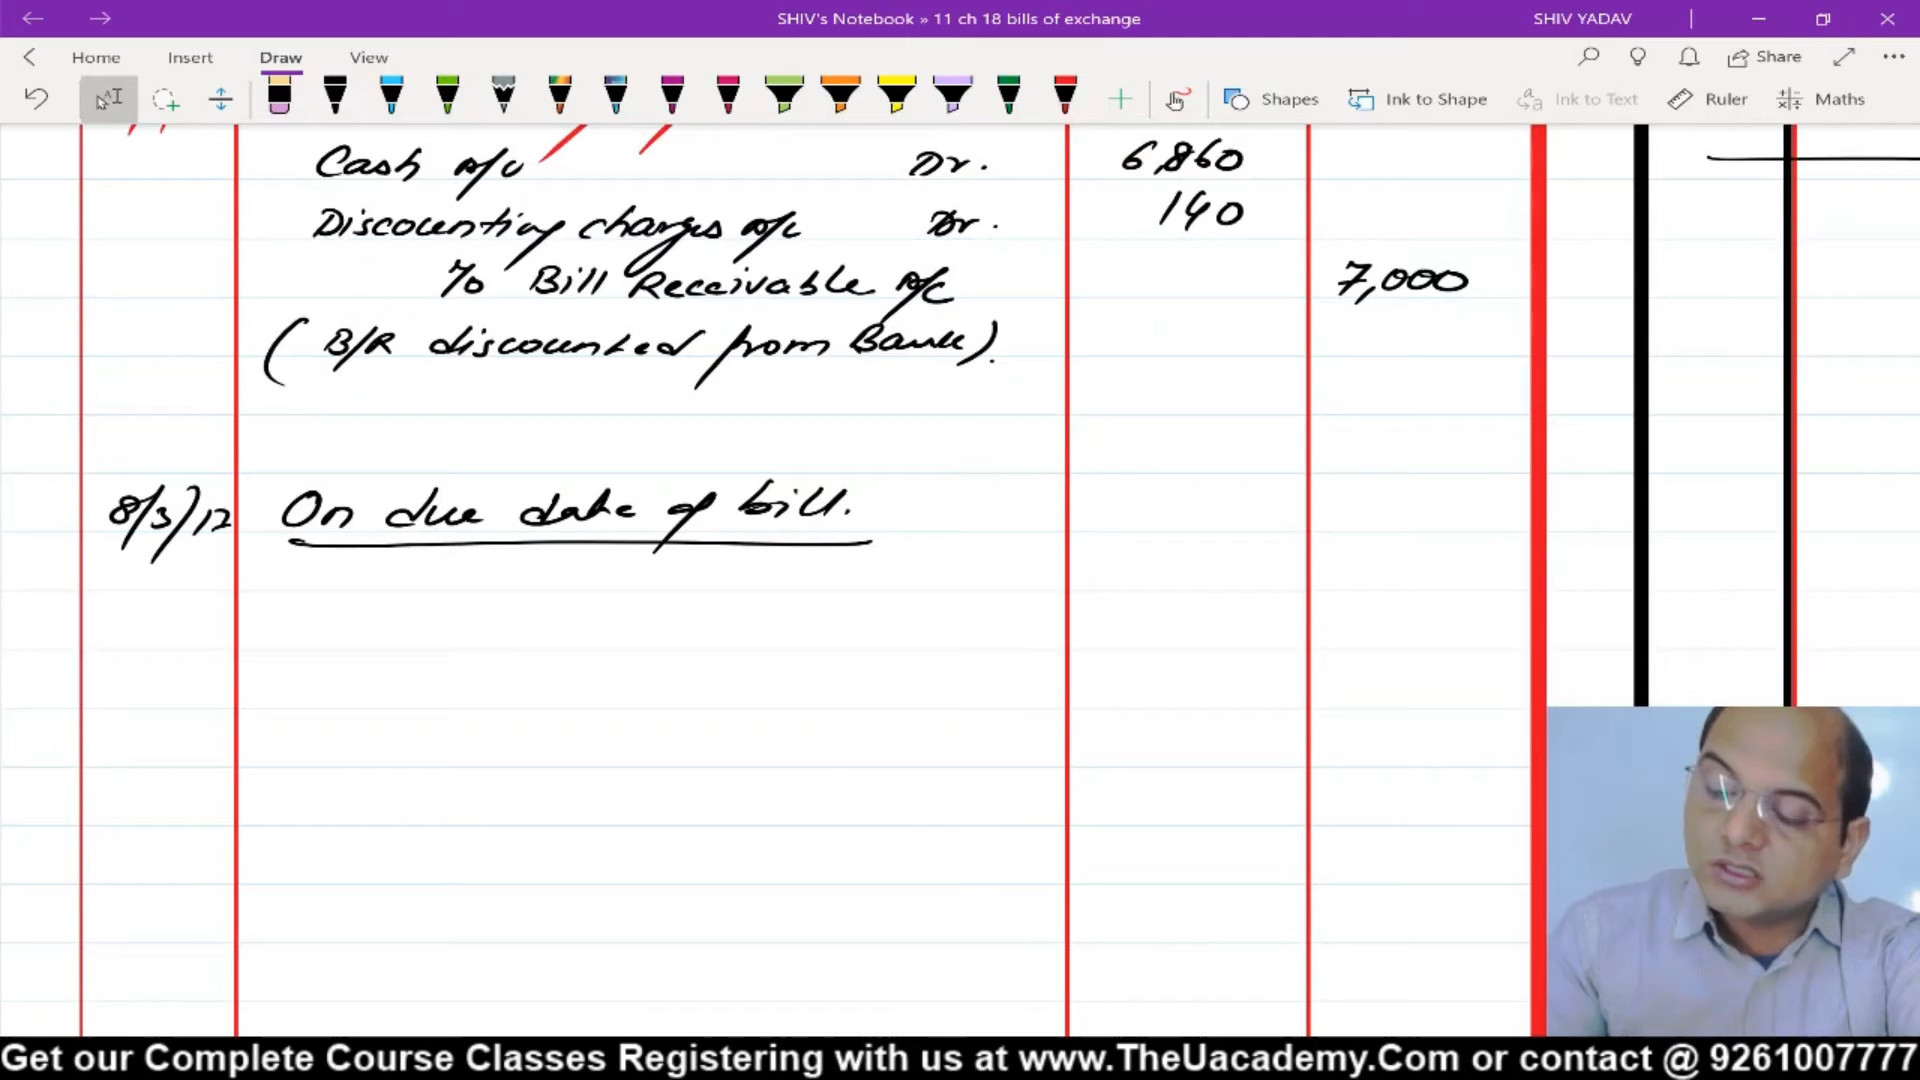 SHIV's Notebook » 11 ch 18 bills of exchange
SHIV YADAV
Home Insert Draw View
Share
Shapes Ink to Shape Ink to Text Ruler Maths
Cash A/c Dr. 6,860
Discounting charges A/c Dr. 140
To Bill Receivable A/c 7,000
( B/R discounted from Bank).
8/3/12 On due date of bill.
Get our Complete Course Classes Registering with us at www.TheUacademy.Com or contact @ 9261007777